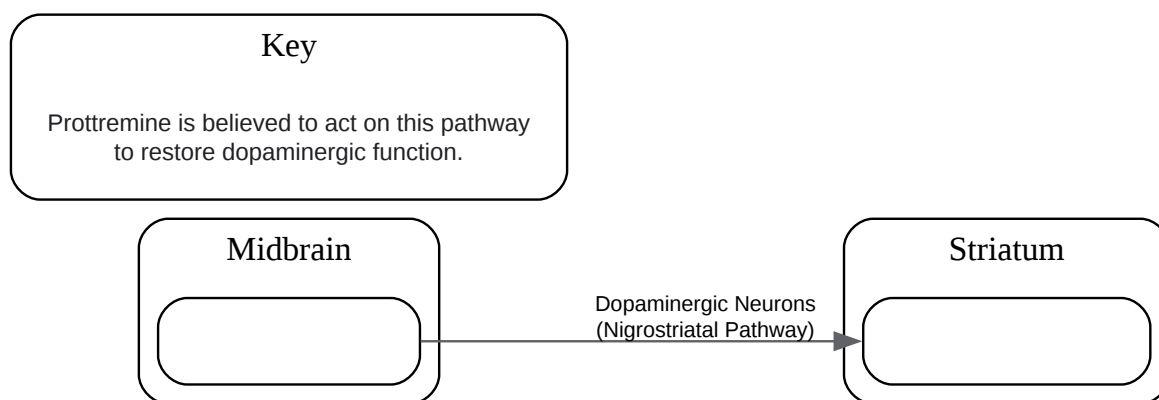 Key
Prottremine is believed to act on this pathway
to restore dopaminergic function.
Midbrain
Striatum
Dopaminergic Neurons
(Nigrostriatal Pathway)